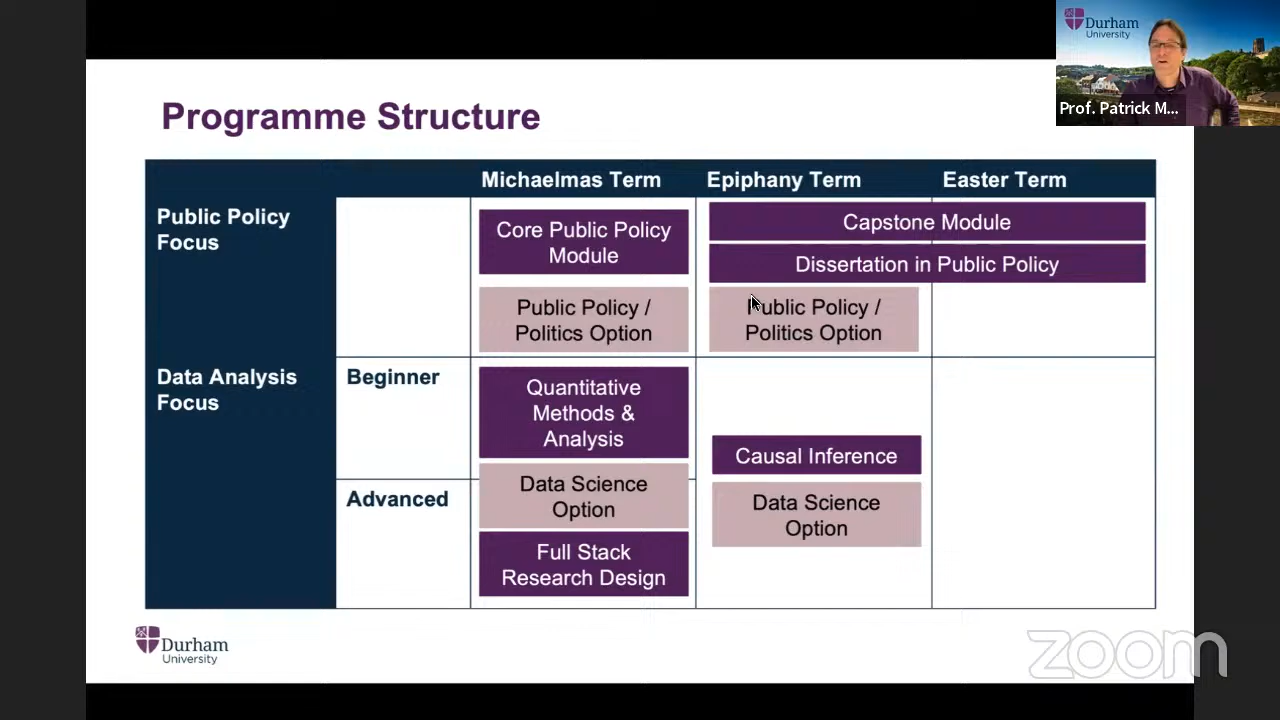 Durham
University
Prof. Patrick M...
Programme Structure
Michaelmas Term
Epiphany Term
Easter Term
Public Policy
Focus
Core Public Policy
Module
Capstone Module
Dissertation in Public Policy
Public Policy /
Politics Option
Public Policy /
Politics Option
Data Analysis
Focus
Beginner
Quantitative
Methods &
Analysis
Causal Inference
Advanced
Data Science
Option
Data Science
Option
Full Stack
Research Design
Durham
University
zoom